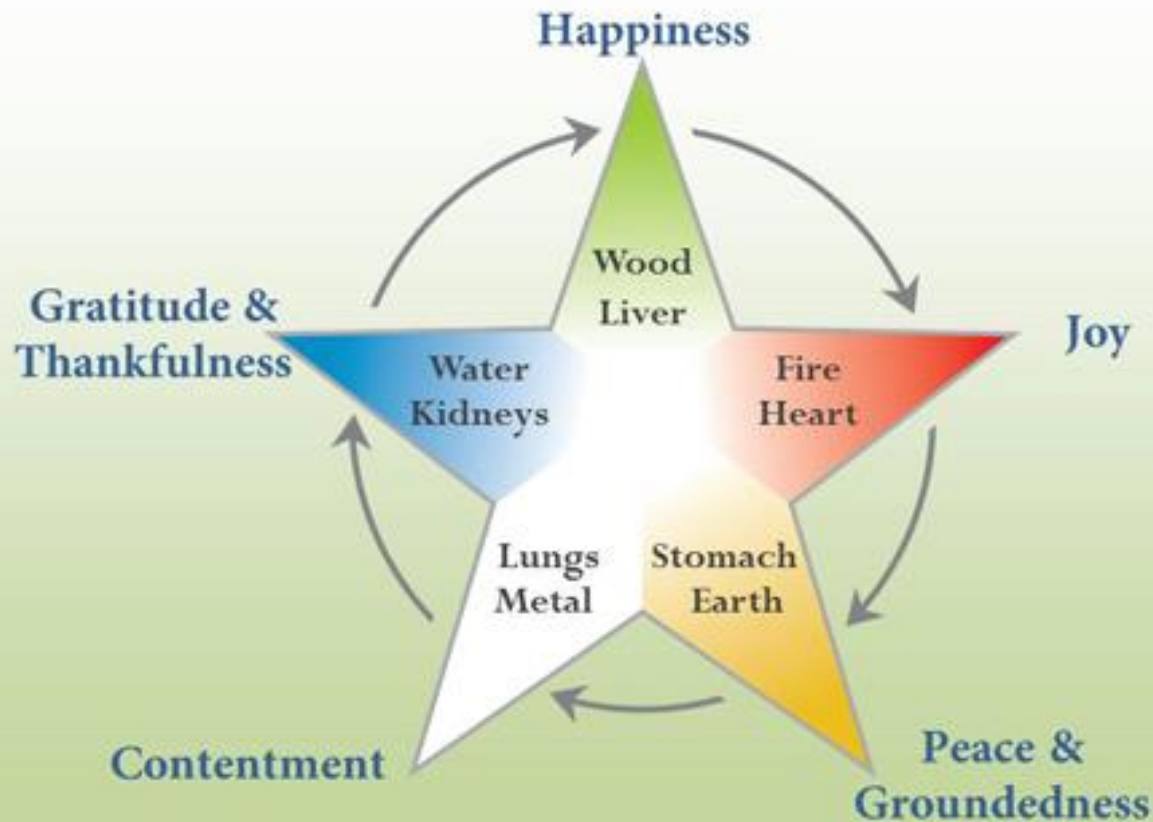 Happiness
Wood
Liver
Gratitude &
Thankfulness
Joy
Water
Kidneys
Fire
Heart
Lungs
Metal
Stomach
Earth
Contentment
Peace &
Groundedness